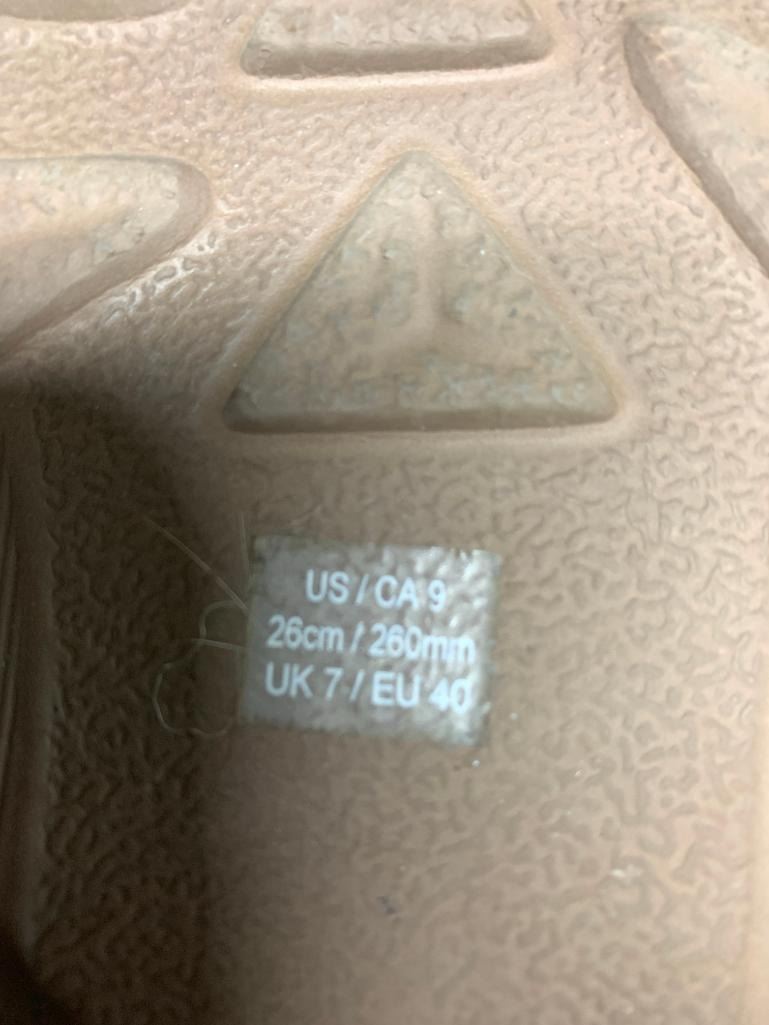 US / CA 9
26cm / 260mm
UK 7 / EU 40